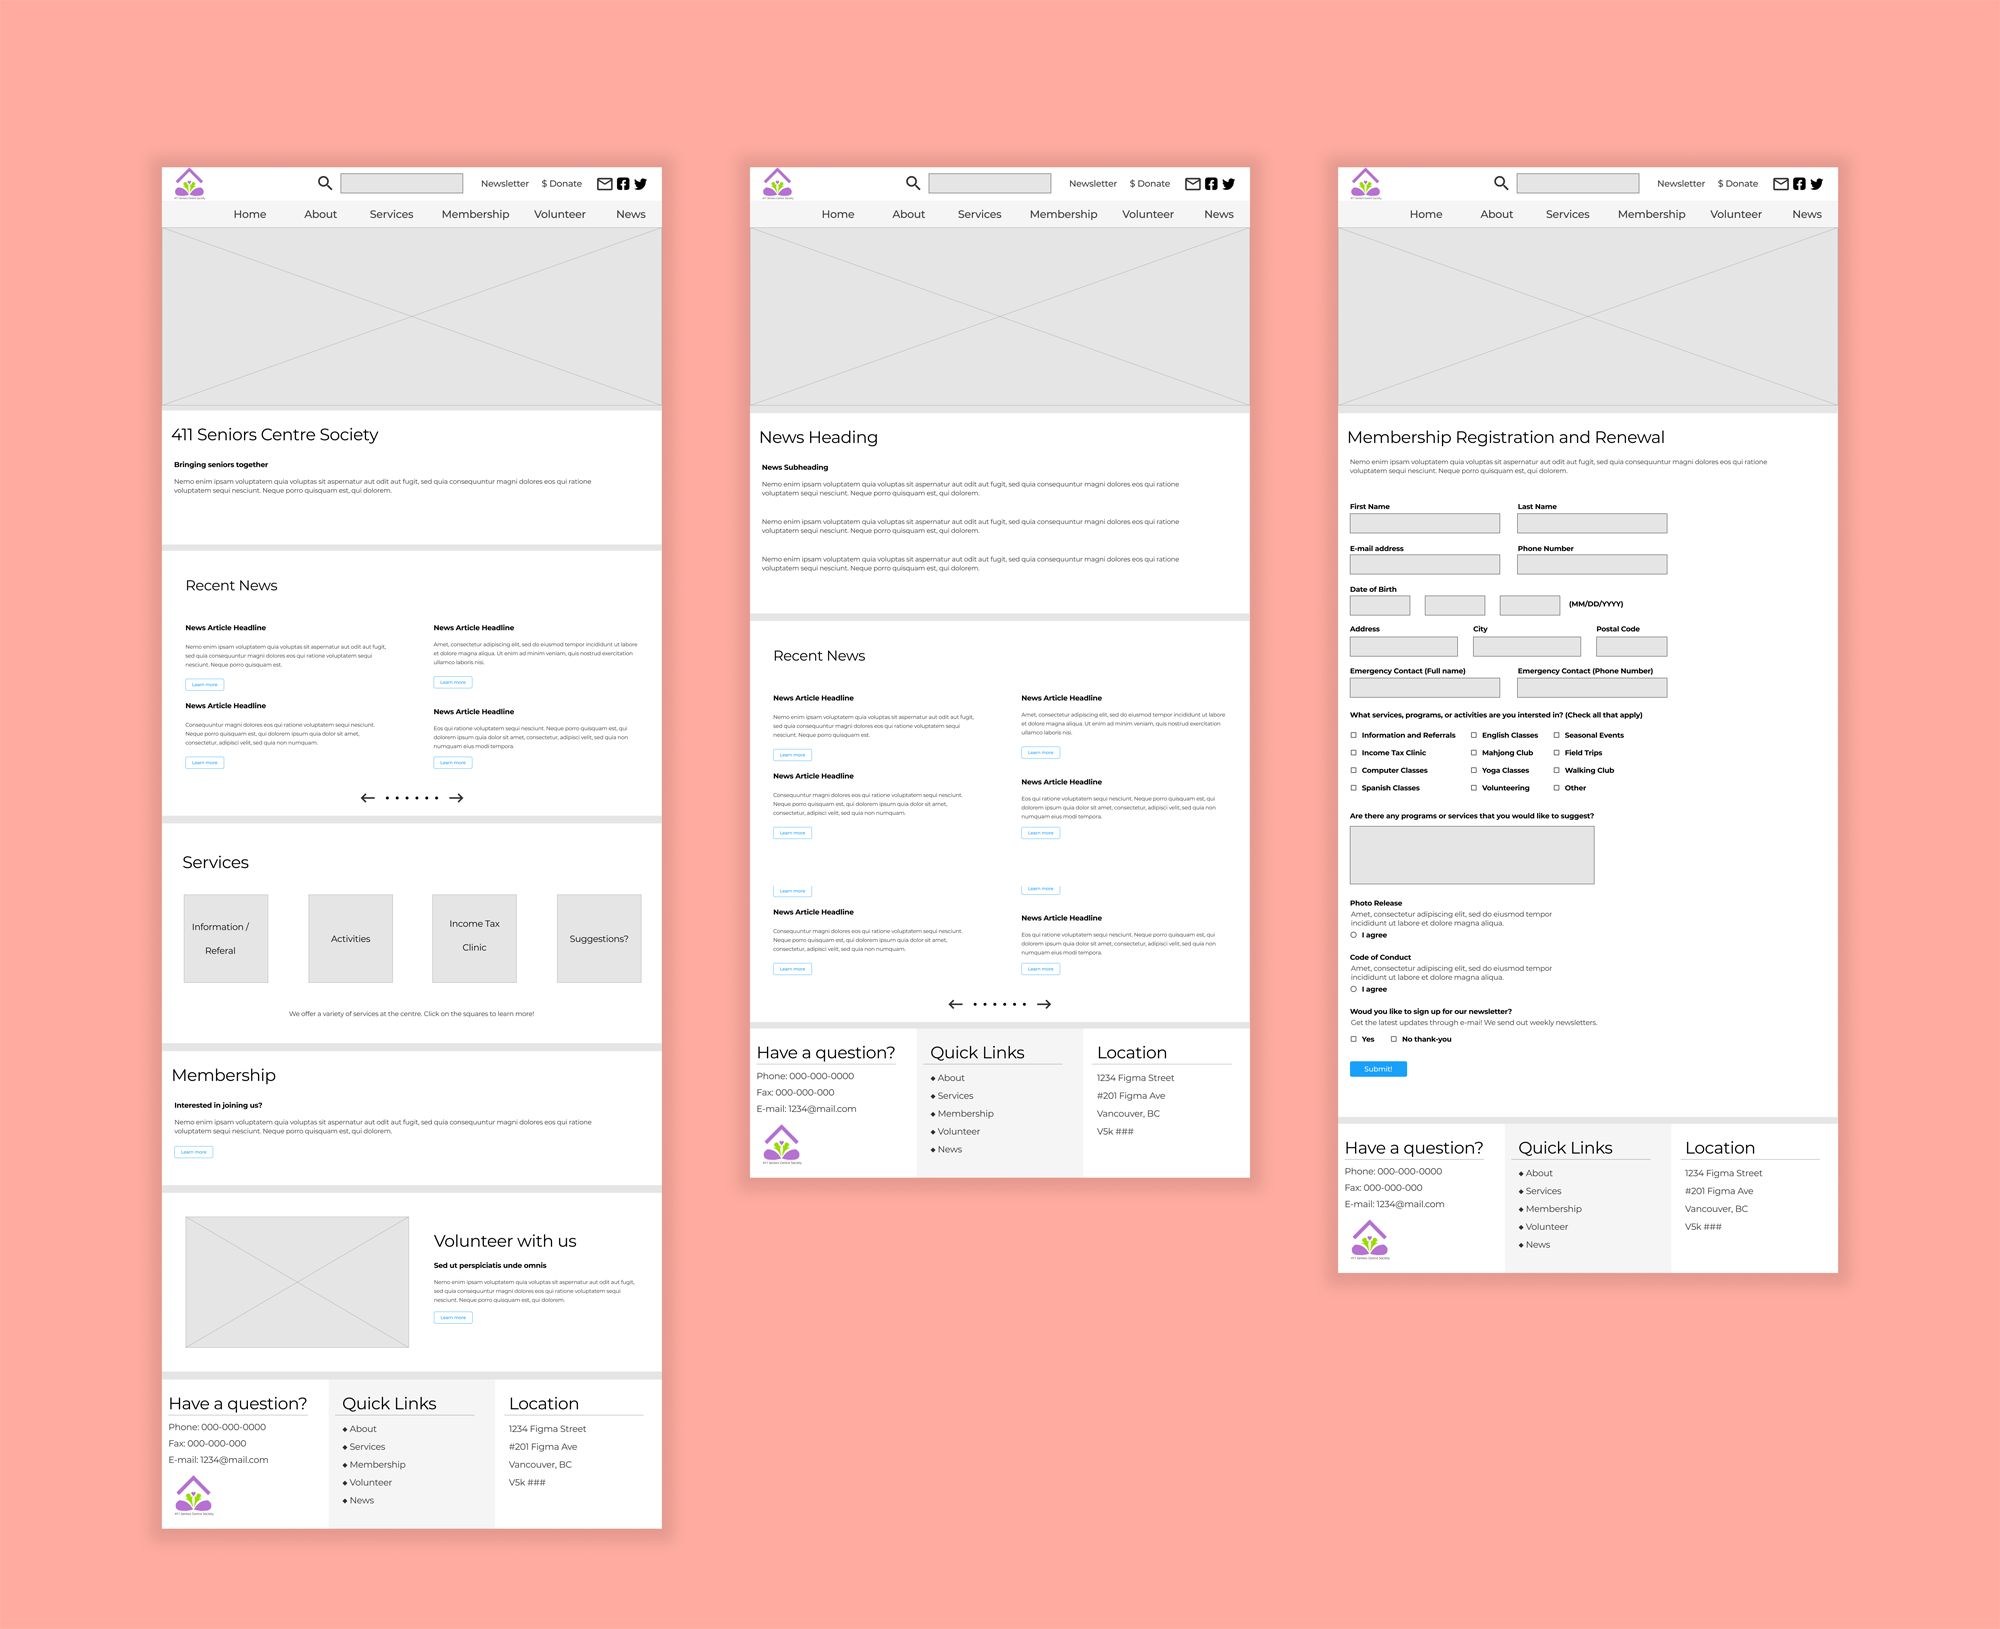 411 Seniors Centre Society
Newsletter $ Donate
Home About Services Membership Volunteer News
411 Seniors Centre Society
Bringing seniors together
Nemo enim ipsam voluptatem quia voluptas sit aspernatur aut odit aut fugit, sed quia consequuntur magni dolores eos qui ratione
voluptatem sequi nesciunt. Neque porro quisquam est, qui dolorem.
Recent News
News Article Headline
Nemo enim ipsam voluptatem quia voluptas sit aspernatur aut odit aut fugit,
sed quia consequuntur magni dolores eos qui ratione voluptatem sequi
nesciunt. Neque porro quisquam est.
Learn more
News Article Headline
Consequuntur magni dolores eos qui ratione voluptatem sequi nesciunt.
Neque porro quisquam est, qui dolorem ipsum quia dolor sit amet,
consectetur, adipisci velit, sed quia non numquam.
Learn more
News Article Headline
Amet, consectetur adipiscing elit, sed do eiusmod tempor incididunt ut labore
et dolore magna aliqua. Ut enim ad minim veniam, quis nostrud exercitation
ullamco laboris nisi.
Learn more
News Article Headline
Eos qui ratione voluptatem sequi nesciunt. Neque porro quisquam est, qui
dolorem ipsum quia dolor sit amet, consectetur, adipisci velit, sed quia non
numquam eius modi tempora.
Learn more
Services
Information /
Referal
Activities
Income Tax
Clinic
Suggestions?
We offer a variety of services at the centre. Click on the squares to learn more!
Membership
Interested in joining us?
Nemo enim ipsam voluptatem quia voluptas sit aspernatur aut odit aut fugit, sed quia consequuntur magni dolores eos qui ratione
voluptatem sequi nesciunt. Neque porro quisquam est, qui dolorem.
Learn more
Volunteer with us
Sed ut perspiciatis unde omnis
Nemo enim ipsam voluptatem quia voluptas sit aspernatur aut odit aut fugit,
sed quia consequuntur magni dolores eos qui ratione voluptatem sequi
nesciunt. Neque porro quisquam est, qui dolorem.
Learn more
Have a question?
Phone: 000-000-0000
Fax: 000-000-000
E-mail: 1234@mail.com
411 Seniors Centre Society
Quick Links
About
Services
Membership
Volunteer
News
Location
1234 Figma Street
#201 Figma Ave
Vancouver, BC
V5k ###
411 Seniors Centre Society
Newsletter $ Donate
Home About Services Membership Volunteer News
News Heading
News Subheading
Nemo enim ipsam voluptatem quia voluptas sit aspernatur aut odit aut fugit, sed quia consequuntur magni dolores eos qui ratione
voluptatem sequi nesciunt. Neque porro quisquam est, qui dolorem.
Nemo enim ipsam voluptatem quia voluptas sit aspernatur aut odit aut fugit, sed quia consequuntur magni dolores eos qui ratione
voluptatem sequi nesciunt. Neque porro quisquam est, qui dolorem.
Nemo enim ipsam voluptatem quia voluptas sit aspernatur aut odit aut fugit, sed quia consequuntur magni dolores eos qui ratione
voluptatem sequi nesciunt. Neque porro quisquam est, qui dolorem.
Recent News
News Article Headline
Nemo enim ipsam voluptatem quia voluptas sit aspernatur aut odit aut fugit,
sed quia consequuntur magni dolores eos qui ratione voluptatem sequi
nesciunt. Neque porro quisquam est.
Learn more
News Article Headline
Consequuntur magni dolores eos qui ratione voluptatem sequi nesciunt.
Neque porro quisquam est, qui dolorem ipsum quia dolor sit amet,
consectetur, adipisci velit, sed quia non numquam.
Learn more
Learn more
News Article Headline
Consequuntur magni dolores eos qui ratione voluptatem sequi nesciunt.
Neque porro quisquam est, qui dolorem ipsum quia dolor sit amet,
consectetur, adipisci velit, sed quia non numquam.
Learn more
News Article Headline
Amet, consectetur adipiscing elit, sed do eiusmod tempor incididunt ut labore
et dolore magna aliqua. Ut enim ad minim veniam, quis nostrud exercitation
ullamco laboris nisi.
Learn more
News Article Headline
Eos qui ratione voluptatem sequi nesciunt. Neque porro quisquam est, qui
dolorem ipsum quia dolor sit amet, consectetur, adipisci velit, sed quia non
numquam eius modi tempora.
Learn more
Learn more
News Article Headline
Eos qui ratione voluptatem sequi nesciunt. Neque porro quisquam est, qui
dolorem ipsum quia dolor sit amet, consectetur, adipisci velit, sed quia non
numquam eius modi tempora.
Learn more
Have a question?
Phone: 000-000-0000
Fax: 000-000-000
E-mail: 1234@mail.com
411 Seniors Centre Society
Quick Links
About
Services
Membership
Volunteer
News
Location
1234 Figma Street
#201 Figma Ave
Vancouver, BC
V5k ###
411 Seniors Centre Society
Newsletter $ Donate
Home About Services Membership Volunteer News
Membership Registration and Renewal
Nemo enim ipsam voluptatem quia voluptas sit aspernatur aut odit aut fugit, sed quia consequuntur magni dolores eos qui ratione
voluptatem sequi nesciunt. Neque porro quisquam est, qui dolorem.
First Name Last Name
E-mail address Phone Number
Date of Birth
(MM/DD/YYYY)
Address City Postal Code
Emergency Contact (Full name) Emergency Contact (Phone Number)
What services, programs, or activities are you intersted in? (Check all that apply)
Information and Referrals English Classes Seasonal Events
Income Tax Clinic Mahjong Club Field Trips
Computer Classes Yoga Classes Walking Club
Spanish Classes Volunteering Other
Are there any programs or services that you would like to suggest?
Photo Release
Amet, consectetur adipiscing elit, sed do eiusmod tempor
incididunt ut labore et dolore magna aliqua.
I agree
Code of Conduct
Amet, consectetur adipiscing elit, sed do eiusmod tempor
incididunt ut labore et dolore magna aliqua.
I agree
Woud you like to sign up for our newsletter?
Get the latest updates through e-mai! We send out weekly newsletters.
Yes No thank-you
Submit!
Have a question?
Phone: 000-000-0000
Fax: 000-000-000
E-mail: 1234@mail.com
411 Seniors Centre Society
Quick Links
About
Services
Membership
Volunteer
News
Location
1234 Figma Street
#201 Figma Ave
Vancouver, BC
V5k ###